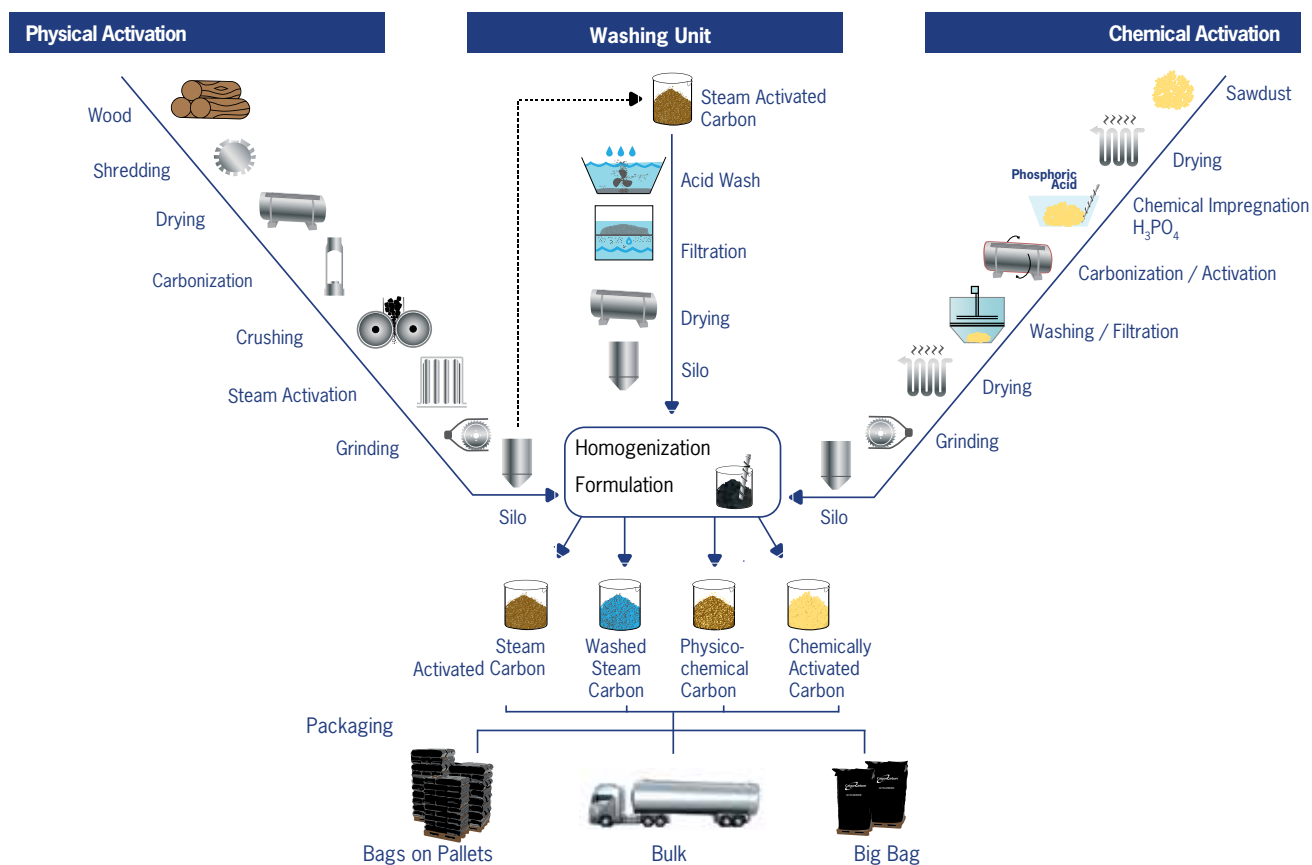 Physical Activation
Washing Unit
Chemical Activation
Wood
Shredding
Drying
Carbonization
Crushing
Steam Activation
Grinding
Silo
Steam Activated
Carbon
Acid Wash
Filtration
Drying
Silo
Sawdust
Drying
Phosphoric
Acid
Chemical Impregnation
H₃PO₄
Carbonization / Activation
Washing / Filtration
Drying
Grinding
Silo
Homogenization
Formulation
Steam
Activated Carbon
Washed
Steam
Carbon
Physico-
chemical
Carbon
Chemically
Activated
Carbon
Packaging
Bags on Pallets
Bulk
CalgonCarbon
CalgonCarbon
Big Bag